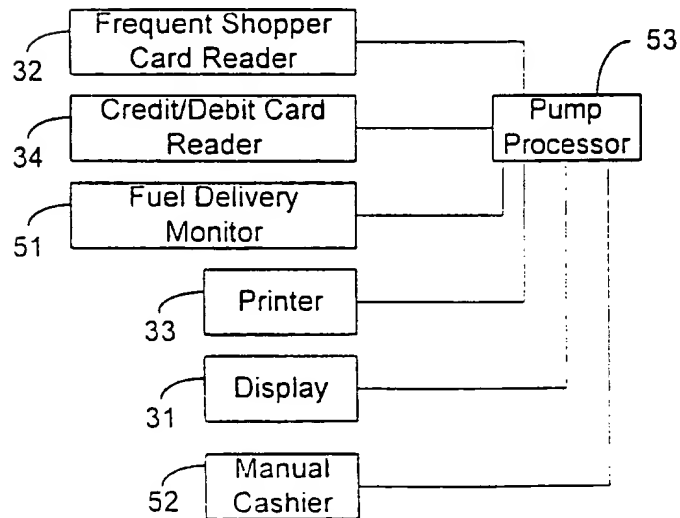 Frequent Shopper
Card Reader
32
53
Credit/Debit Card
Reader
34
Pump
Processor
Fuel Delivery
Monitor
51
Printer
33
Display
31
Manual
Cashier
52